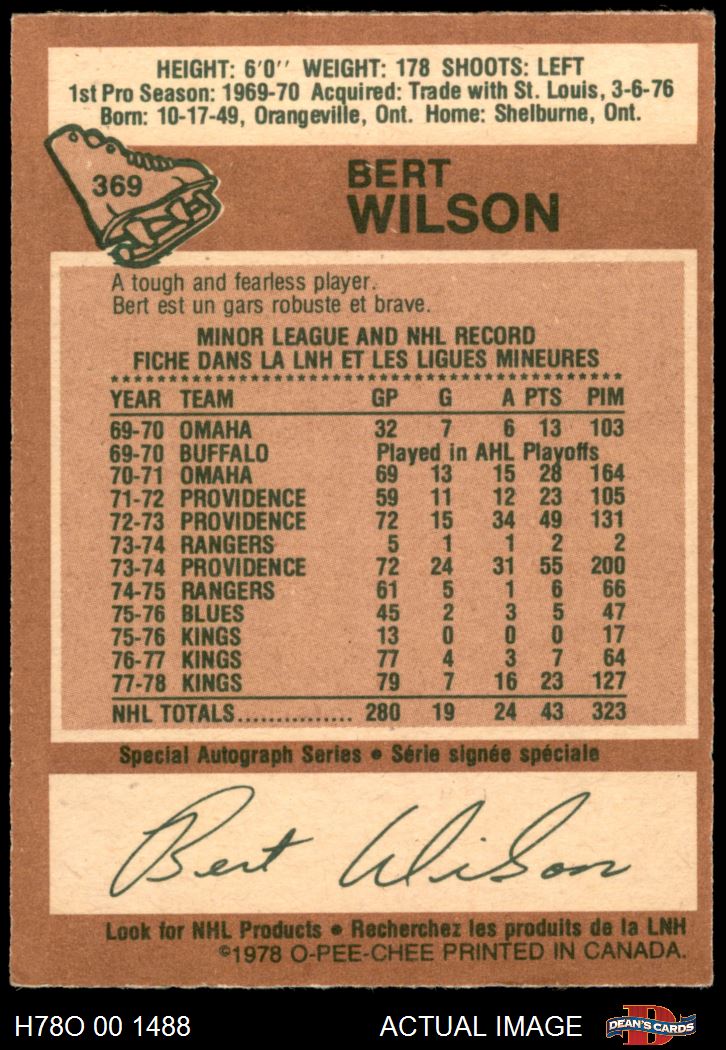 HEIGHT: 6'0'' WEIGHT: 178 SHOOTS: LEFT
1st Pro Season: 1969-70 Acquired: Trade with St. Louis, 3-6-76
Born: 10-17-49, Orangeville, Ont. Home: Shelburne, Ont.
369
BERT
WILSON
A tough and fearless player.
Bert est un gars robuste et brave.
MINOR LEAGUE AND NHL RECORD
FICHE DANS LA LNH ET LES LIGUES MINEURES
YEAR TEAM GP G A PTS PIM
69-70 OMAHA 32 7 6 13 103
69-70 BUFFALO Played in AHL Playoffs
70-71 OMAHA 69 13 15 28 164
71-72 PROVIDENCE 59 11 12 23 105
72-73 PROVIDENCE 72 15 34 49 131
73-74 RANGERS 5 1 1 2 2
73-74 PROVIDENCE 72 24 31 55 200
74-75 RANGERS 61 5 1 6 66
75-76 BLUES 45 2 3 5 47
75-76 KINGS 13 0 0 0 17
76-77 KINGS 77 4 3 7 64
77-78 KINGS 79 7 16 23 127
NHL TOTALS............... 280 19 24 43 323
Special Autograph Series • Série signée spéciale
Bert Wilson
Look for NHL Products • Recherchez les produits de la LNH
©1978 O-PEE-CHEE PRINTED IN CANADA.
H78O 00 1488 ACTUAL IMAGE D DEAN'S CARDS